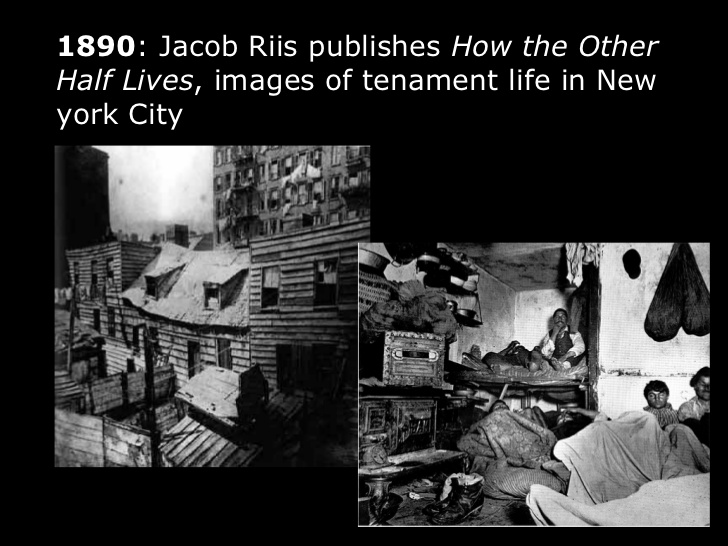 1890: Jacob Riis publishes How the Other
Half Lives, images of tenament life in New
york City